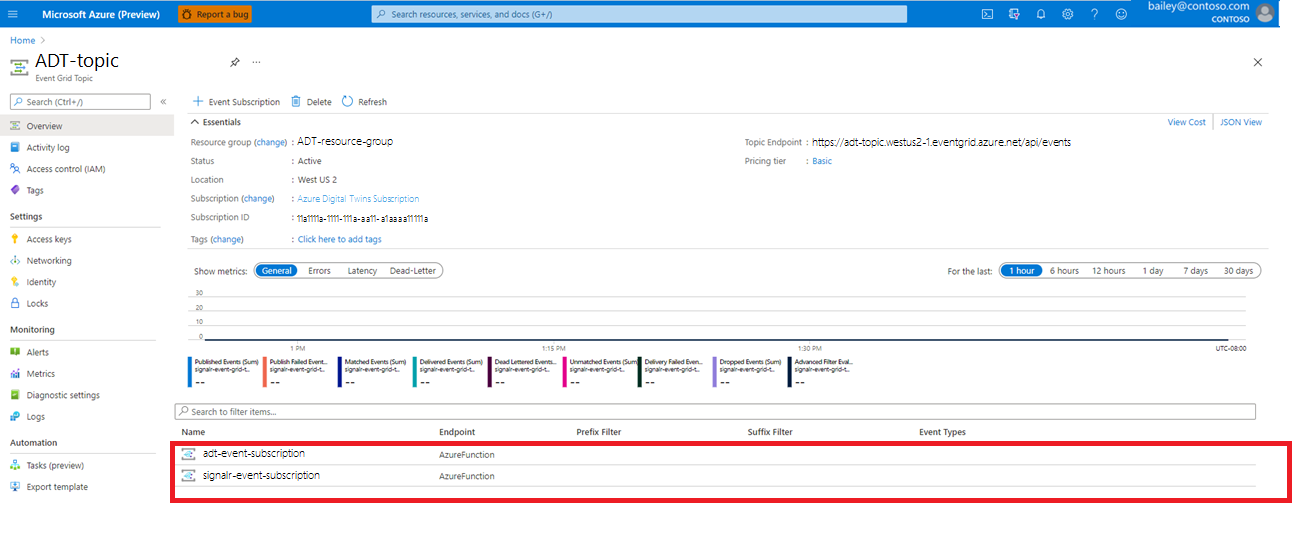 Microsoft Azure (Preview) Report a bug Search resources, services, and docs (G+/) bailey@contoso.com
CONTOSO
Home >
ADT-topic ...
Event Grid Topic
Search (Ctrl+/) «
+ Event Subscription Delete Refresh
Overview
Activity log
Access control (IAM)
Tags
Settings
Access keys
Networking
Identity
Locks
Monitoring
Alerts
Metrics
Diagnostic settings
Logs
Automation
Tasks (preview)
Export template
Essentials View Cost JSON View
Resource group (change) : ADT-resource-group
Status : Active
Location : West US 2
Subscription (change) : Azure Digital Twins Subscription
Subscription ID : 11a1111a-1111-111a-aa11-a1aaaa11111a
Tags (change) : Click here to add tags
Topic Endpoint : https://adt-topic.westus2-1.eventgrid.azure.net/api/events
Pricing tier : Basic
Show metrics: General Errors Latency Dead-Letter For the last: 1 hour 6 hours 12 hours 1 day 7 days 30 days
30
20
10
0
1 PM 1:15 PM 1:30 PM UTC-08:00
Published Events (Sum)
signalr-event-grid-t...
--
Publish Failed Event...
signalr-event-grid-t...
--
Matched Events (Sum)
signalr-event-grid-t...
--
Delivered Events (Sum)
signalr-event-grid-t...
--
Dead Lettered Events...
signalr-event-grid-t...
--
Unmatched Events (Sum)
signalr-event-grid-t...
--
Delivery Failed Even...
signalr-event-grid-t...
--
Dropped Events (Sum)
signalr-event-grid-t...
--
Advanced Filter Eval...
signalr-event-grid-t...
--
Search to filter items...
Name Endpoint Prefix Filter Suffix Filter Event Types
adt-event-subscription AzureFunction
signalr-event-subscription AzureFunction